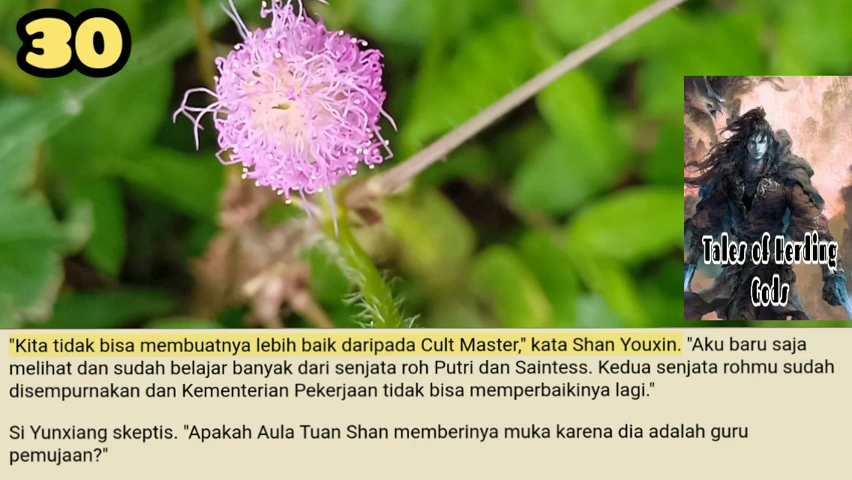 30
Tales of Herding
Gods
"Kita tidak bisa membuatnya lebih baik daripada Cult Master," kata Shan Youxin. "Aku baru saja
melihat dan sudah belajar banyak dari senjata roh Putri dan Saintess. Kedua senjata rohmu sudah
disempurnakan dan Kementerian Pekerjaan tidak bisa memperbaikinya lagi."
Si Yunxiang skeptis. "Apakah Aula Tuan Shan memberinya muka karena dia adalah guru
pemujaan?"